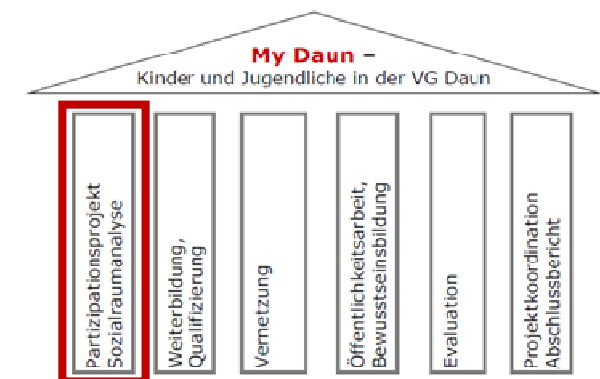 My Daun –
Kinder und Jugendliche in der VG Daun
Partizipationsprojekt
Sozialraumanalyse
Weiterbildung,
Qualifizierung
Vernetzung
Öffentlichkeitsarbeit,
Bewusstseinsbildung
Evaluation
Projektkoordination
Abschlussbericht